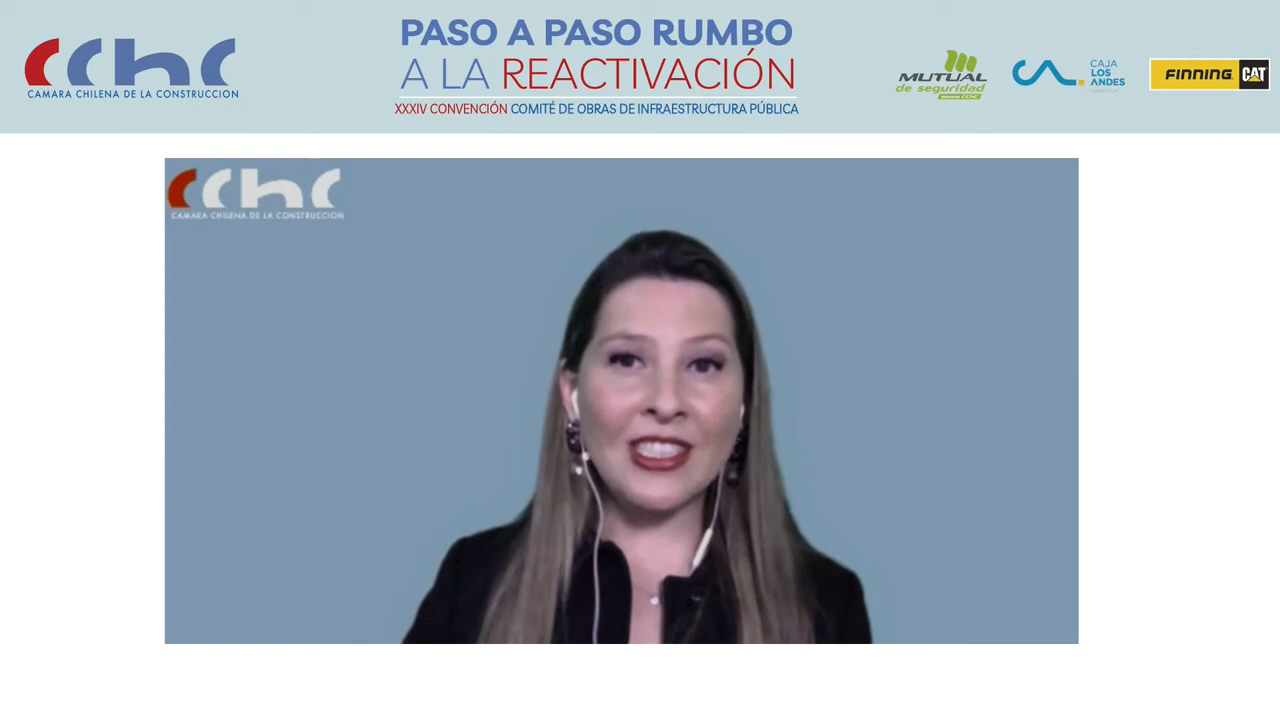 CChC
CAMARA CHILENA DE LA CONSTRUCCION
PASO A PASO RUMBO
A LA REACTIVACIÓN
XXXIV CONVENCIÓN COMITÉ DE OBRAS DE INFRAESTRUCTURA PÚBLICA
MUTUAL
de seguridad
CAJA
LOS
ANDES
FINNING CAT
CChC
CAMARA CHILENA DE LA CONSTRUCCION